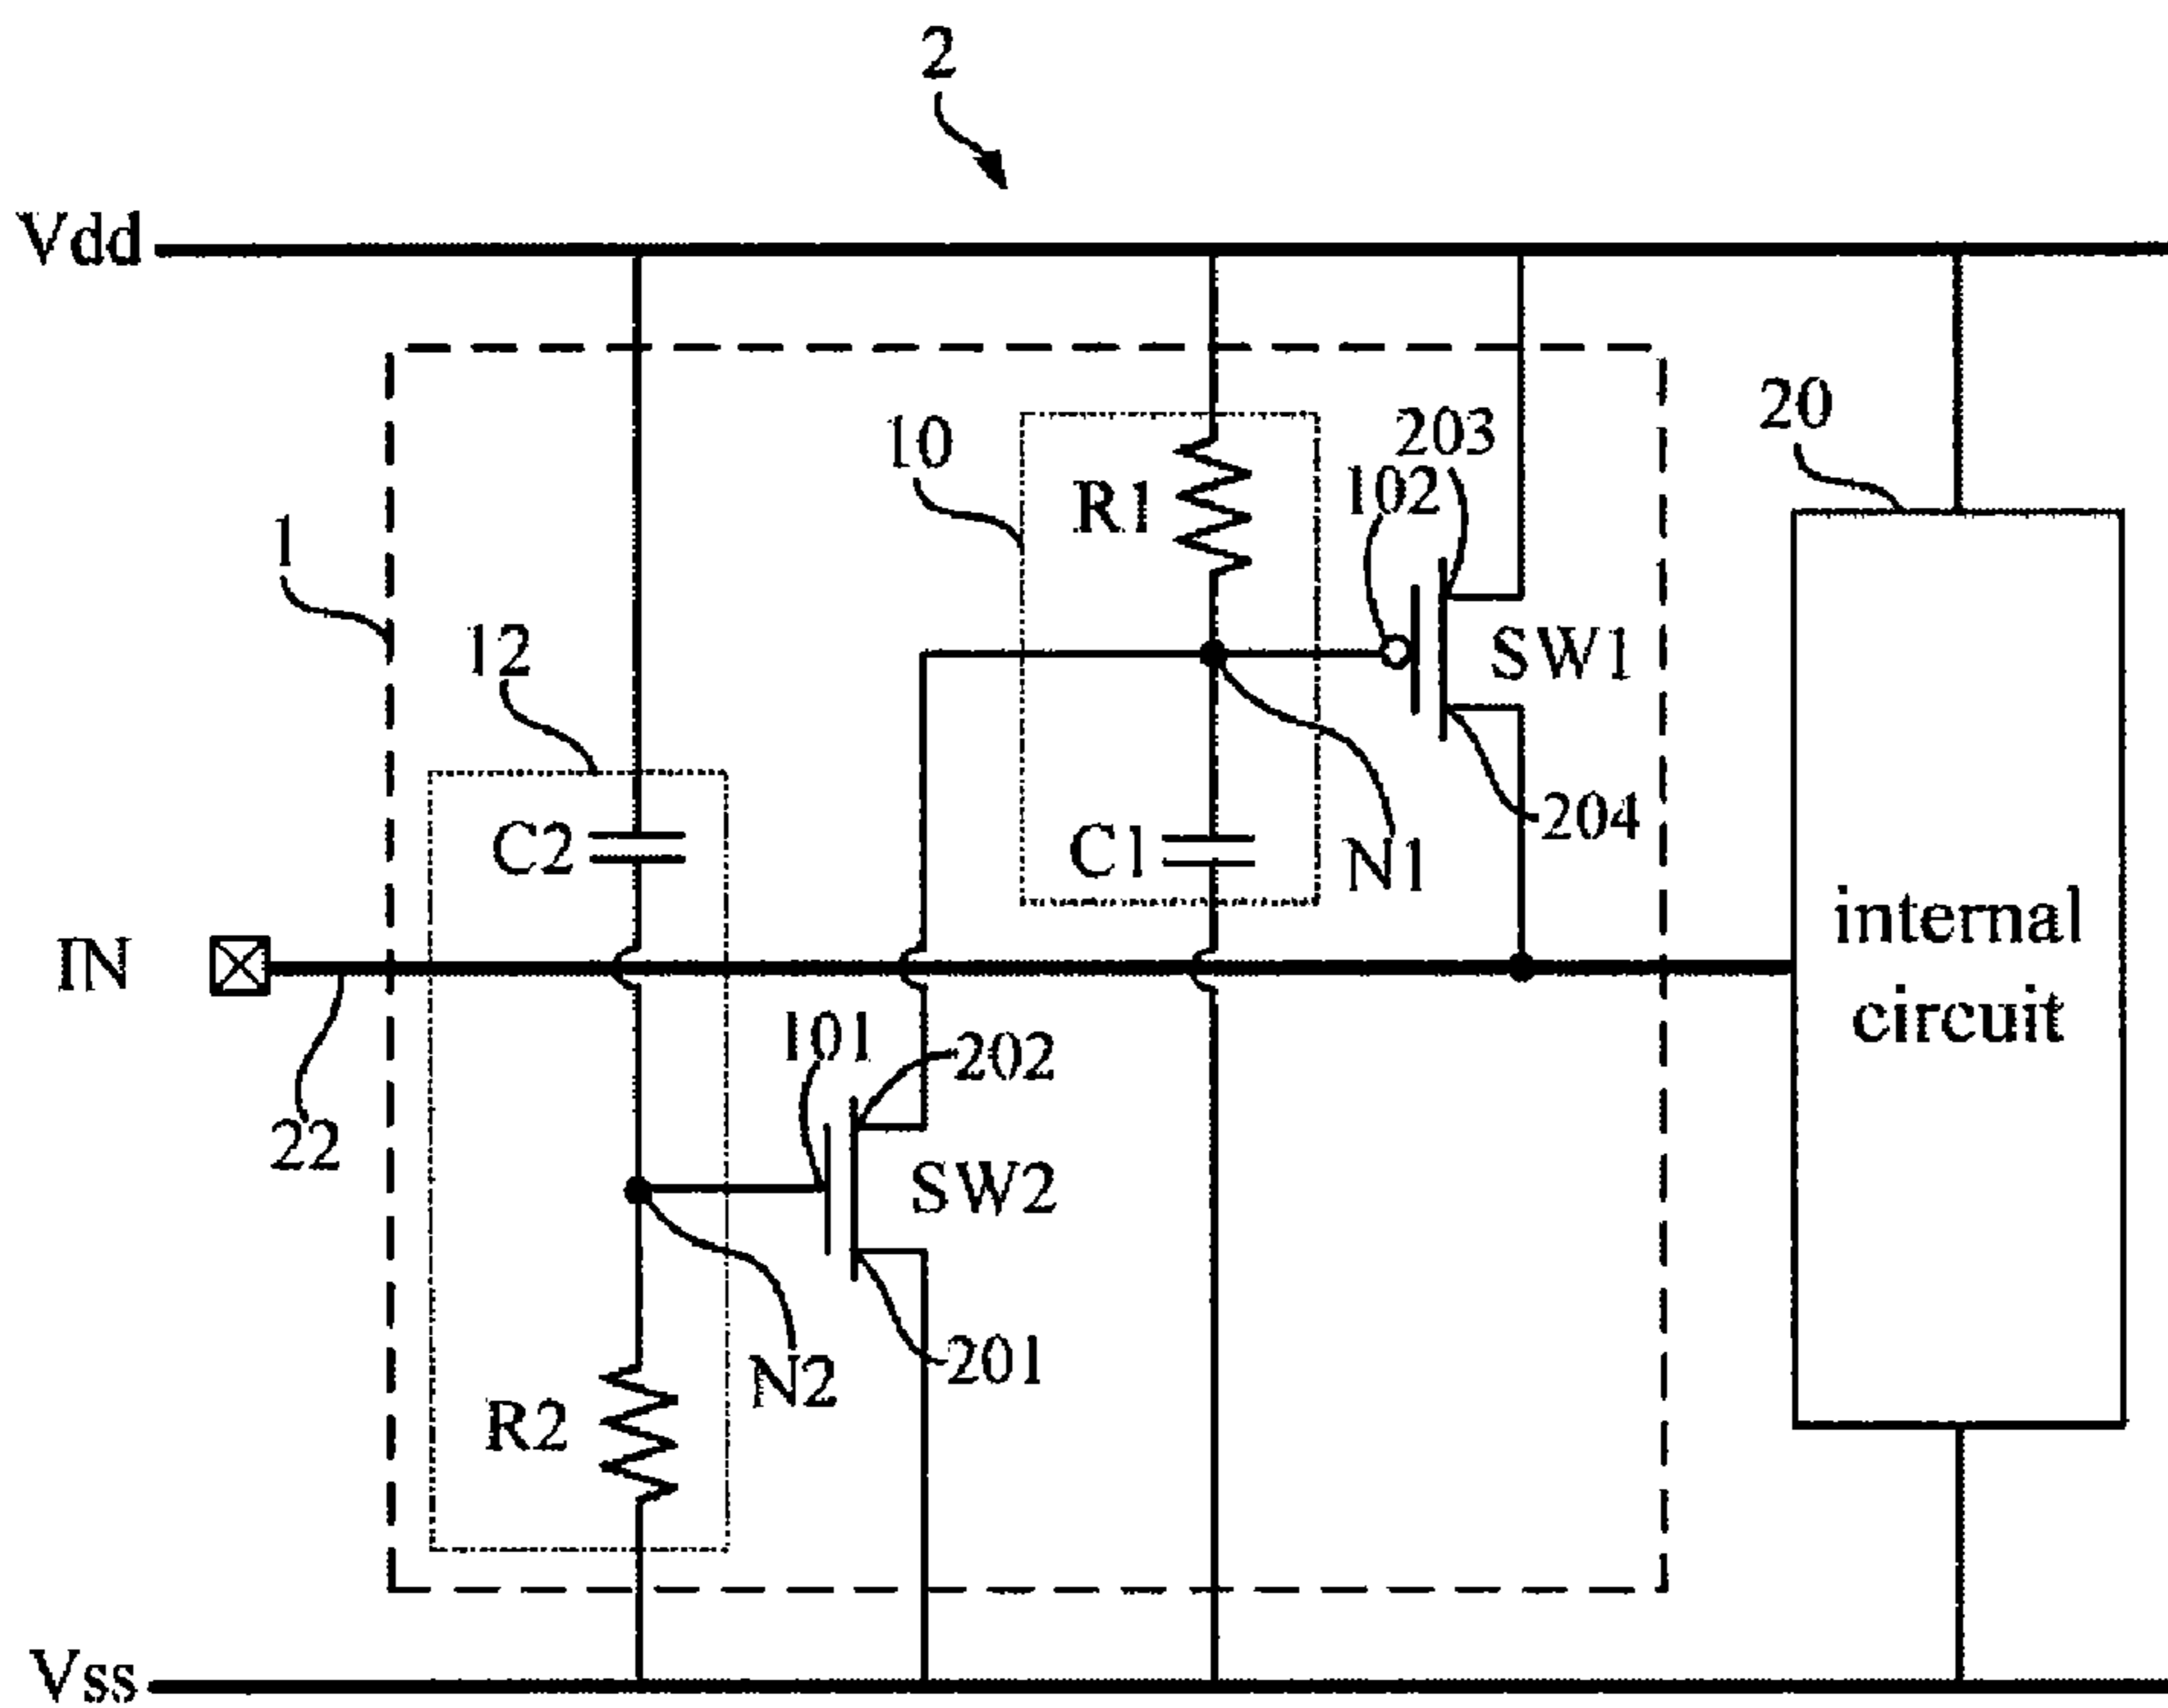 2
Vdd
203
20
10
102
R1
1
12
SW1
204
C2
C1
N1
internal
circuit
IN
101
202
22
SW2
201
N2
R2
Vss